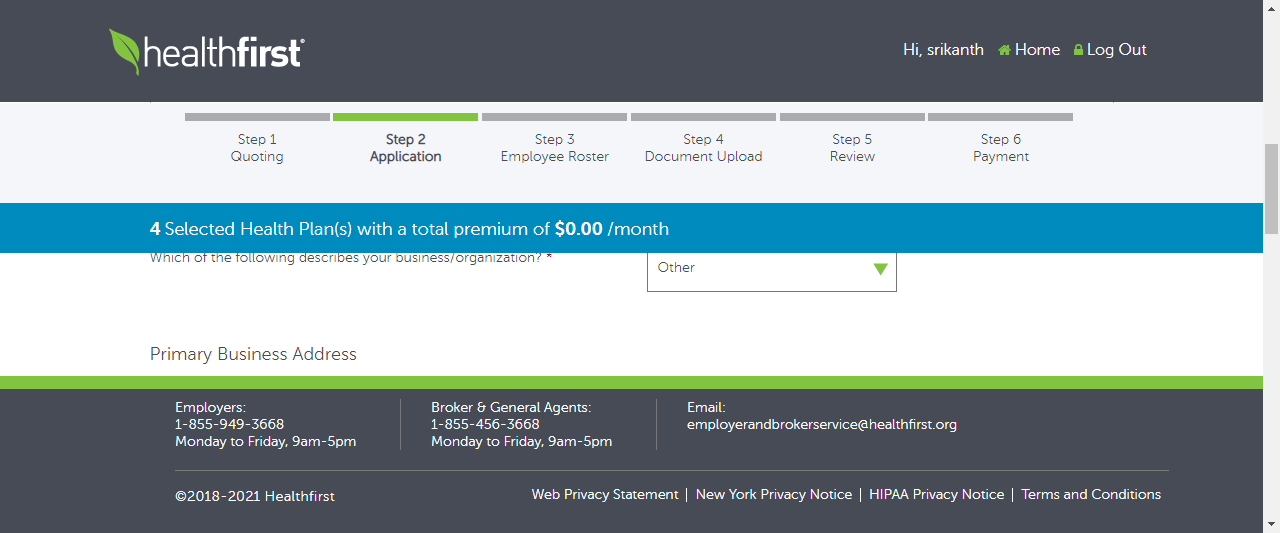 healthfirst®
Hi, srikanth Home Log Out
Step 1
Quoting
Step 2
Application
Step 3
Employee Roster
Step 4
Document Upload
Step 5
Review
Step 6
Payment
4 Selected Health Plan(s) with a total premium of $0.00 /month
Which of the following describes your business/organization? *
Other
Primary Business Address
Employers:
1-855-949-3668
Monday to Friday, 9am-5pm
Broker & General Agents:
1-855-456-3668
Monday to Friday, 9am-5pm
Email:
employerandbrokerservice@healthfirst.org
©2018-2021 Healthfirst
Web Privacy Statement | New York Privacy Notice | HIPAA Privacy Notice | Terms and Conditions